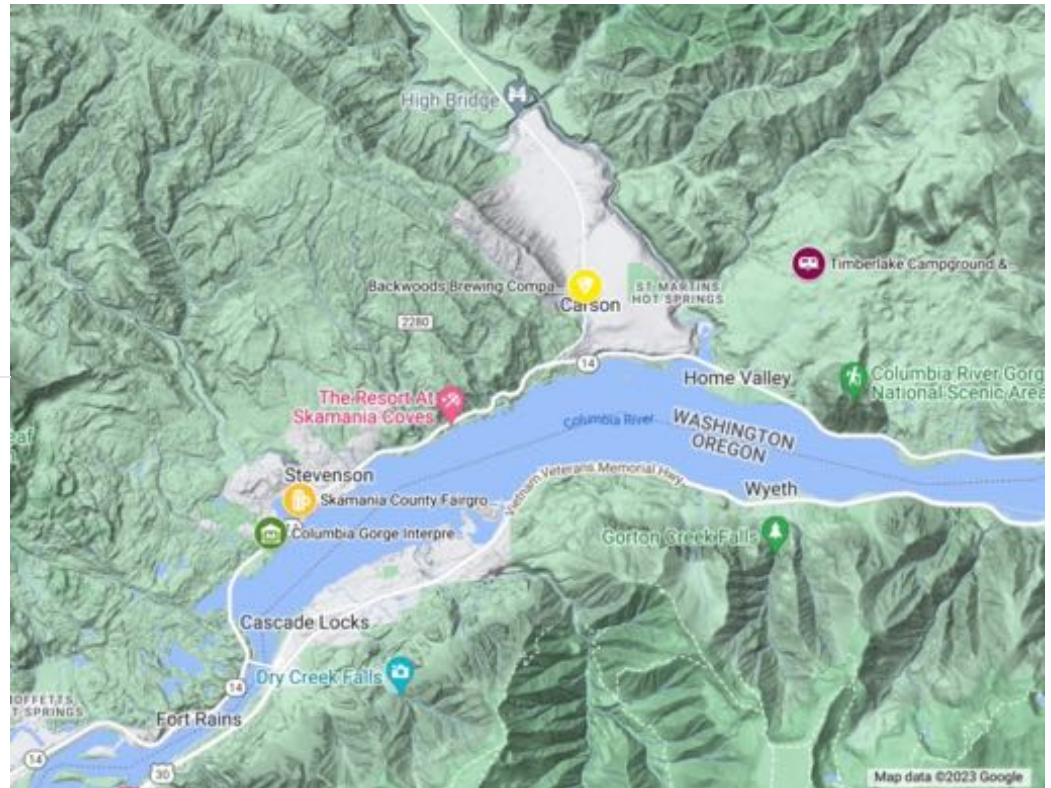 High Bridge
Timberlake Campground &...
Backwoods Brewing Compa...
ST MARTINS
HOT SPRINGS
Carson
2280
14
Home Valley
Columbia River Gorg
National Scenic Area
The Resort At
Skamania Coves
Columbia River
WASHINGTON
OREGON
eaf
Stevenson
Vietnam Veterans Memorial Hwy
Wyeth
Skamania County Fairgro...
Columbia Gorge Interpre...
Gorton Creek Falls
Cascade Locks
Dry Creek Falls
14
MOFFETTS
T SPRINGS
Fort Rains
14
30
Map data ©2023 Google